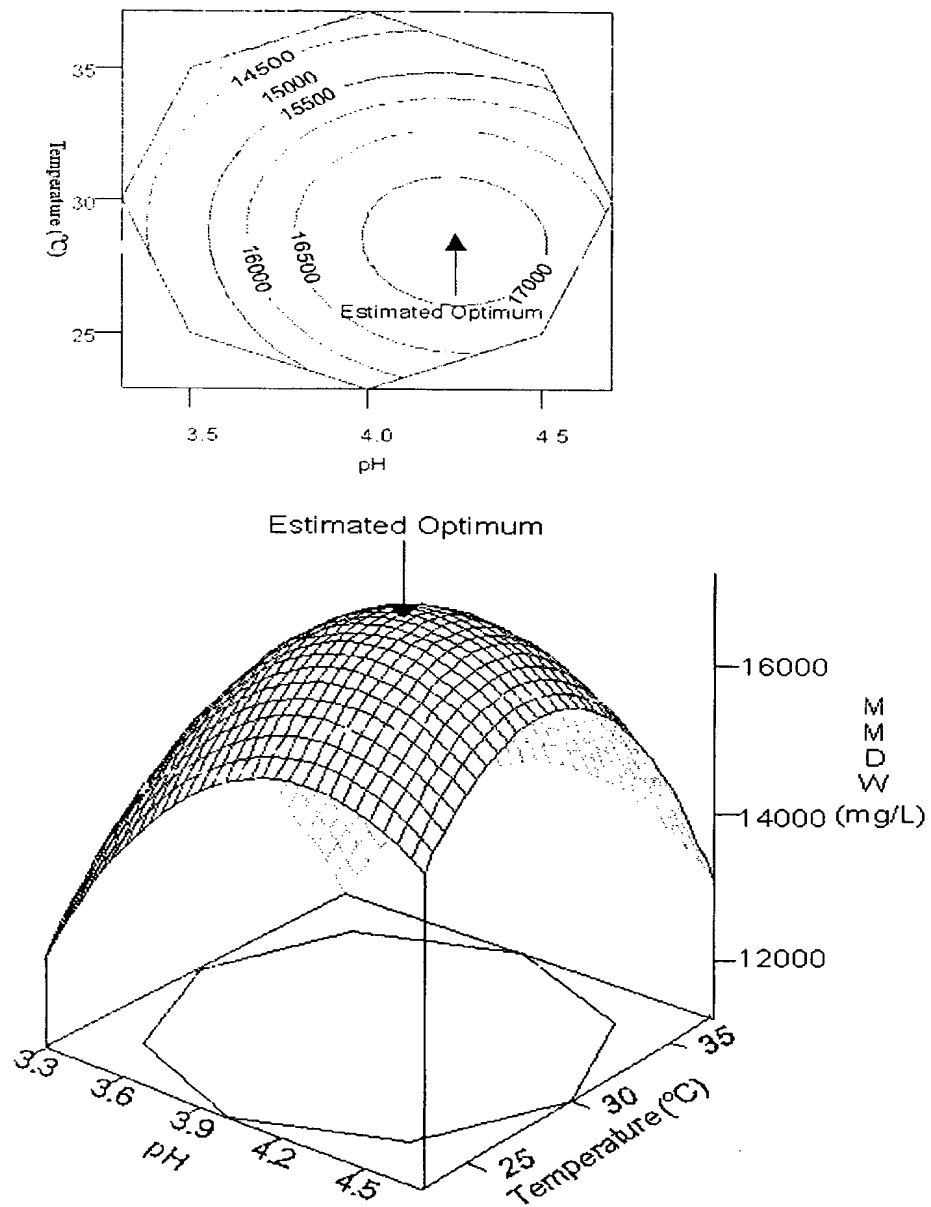 35
30
25
Temperature (℃)
14500
15000
15500
16000
16500
17000
Estimated Optimum
3.5
4.0
4 5
pH
Estimated Optimum
16000
14000
12000
M
M
D
W
(mg/L)
3.3
3.6
3.9
4.2
4.5
pH
25
30
35
Temperature (°C)